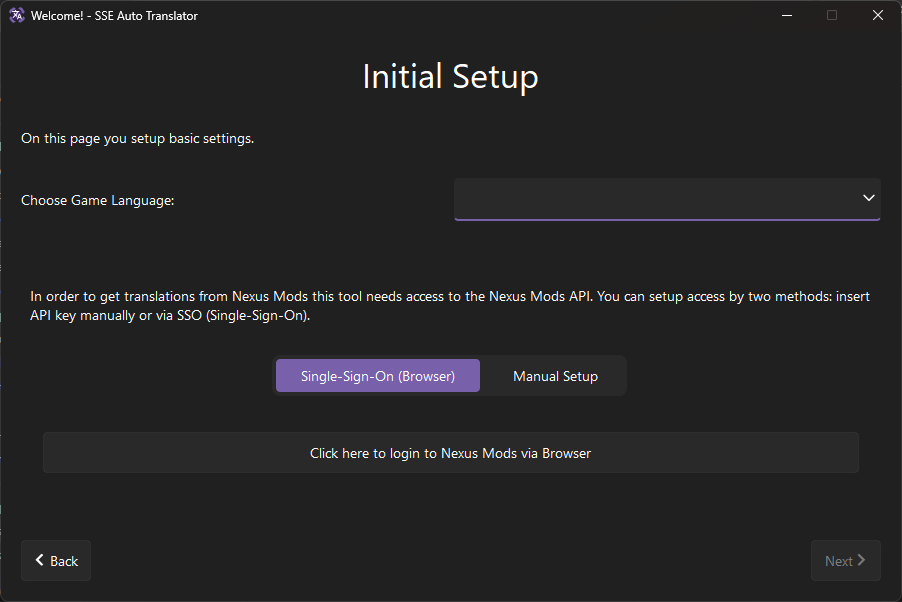 Welcome! - SSE Auto Translator
Initial Setup
On this page you setup basic settings.
Choose Game Language:
In order to get translations from Nexus Mods this tool needs access to the Nexus Mods API. You can setup access by two methods: insert
API key manually or via SSO (Single-Sign-On).
Single-Sign-On (Browser) Manual Setup
Click here to login to Nexus Mods via Browser
Back Next